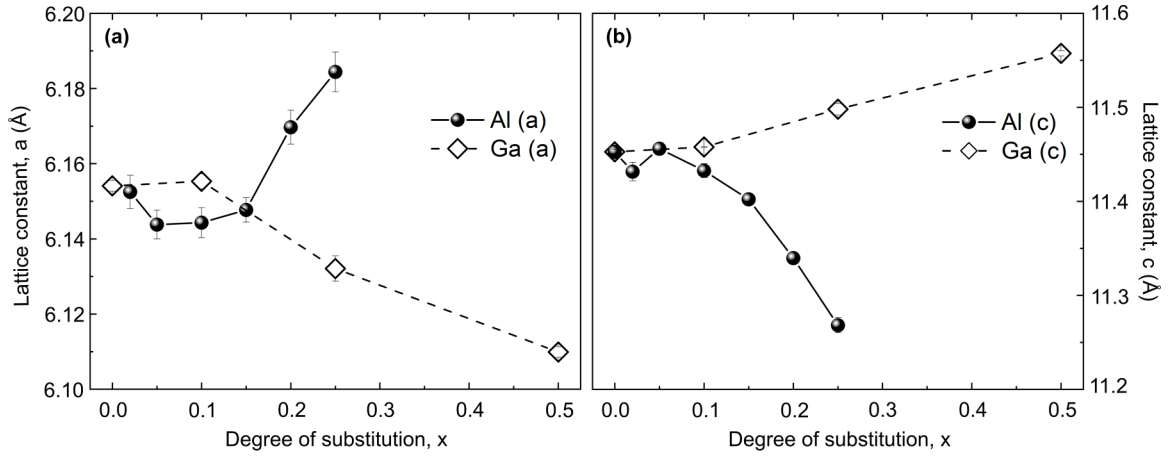 (a)
Al (a)
Ga (a)
6.20
6.18
6.16
6.14
6.12
6.10
Lattice constant, a (Å)
0.0 0.1 0.2 0.3 0.4 0.5
Degree of substitution, x
(b)
Al (c)
Ga (c)
11.6
11.5
11.4
11.3
11.2
Lattice constant, c (Å)
0.0 0.1 0.2 0.3 0.4 0.5
Degree of substitution, x